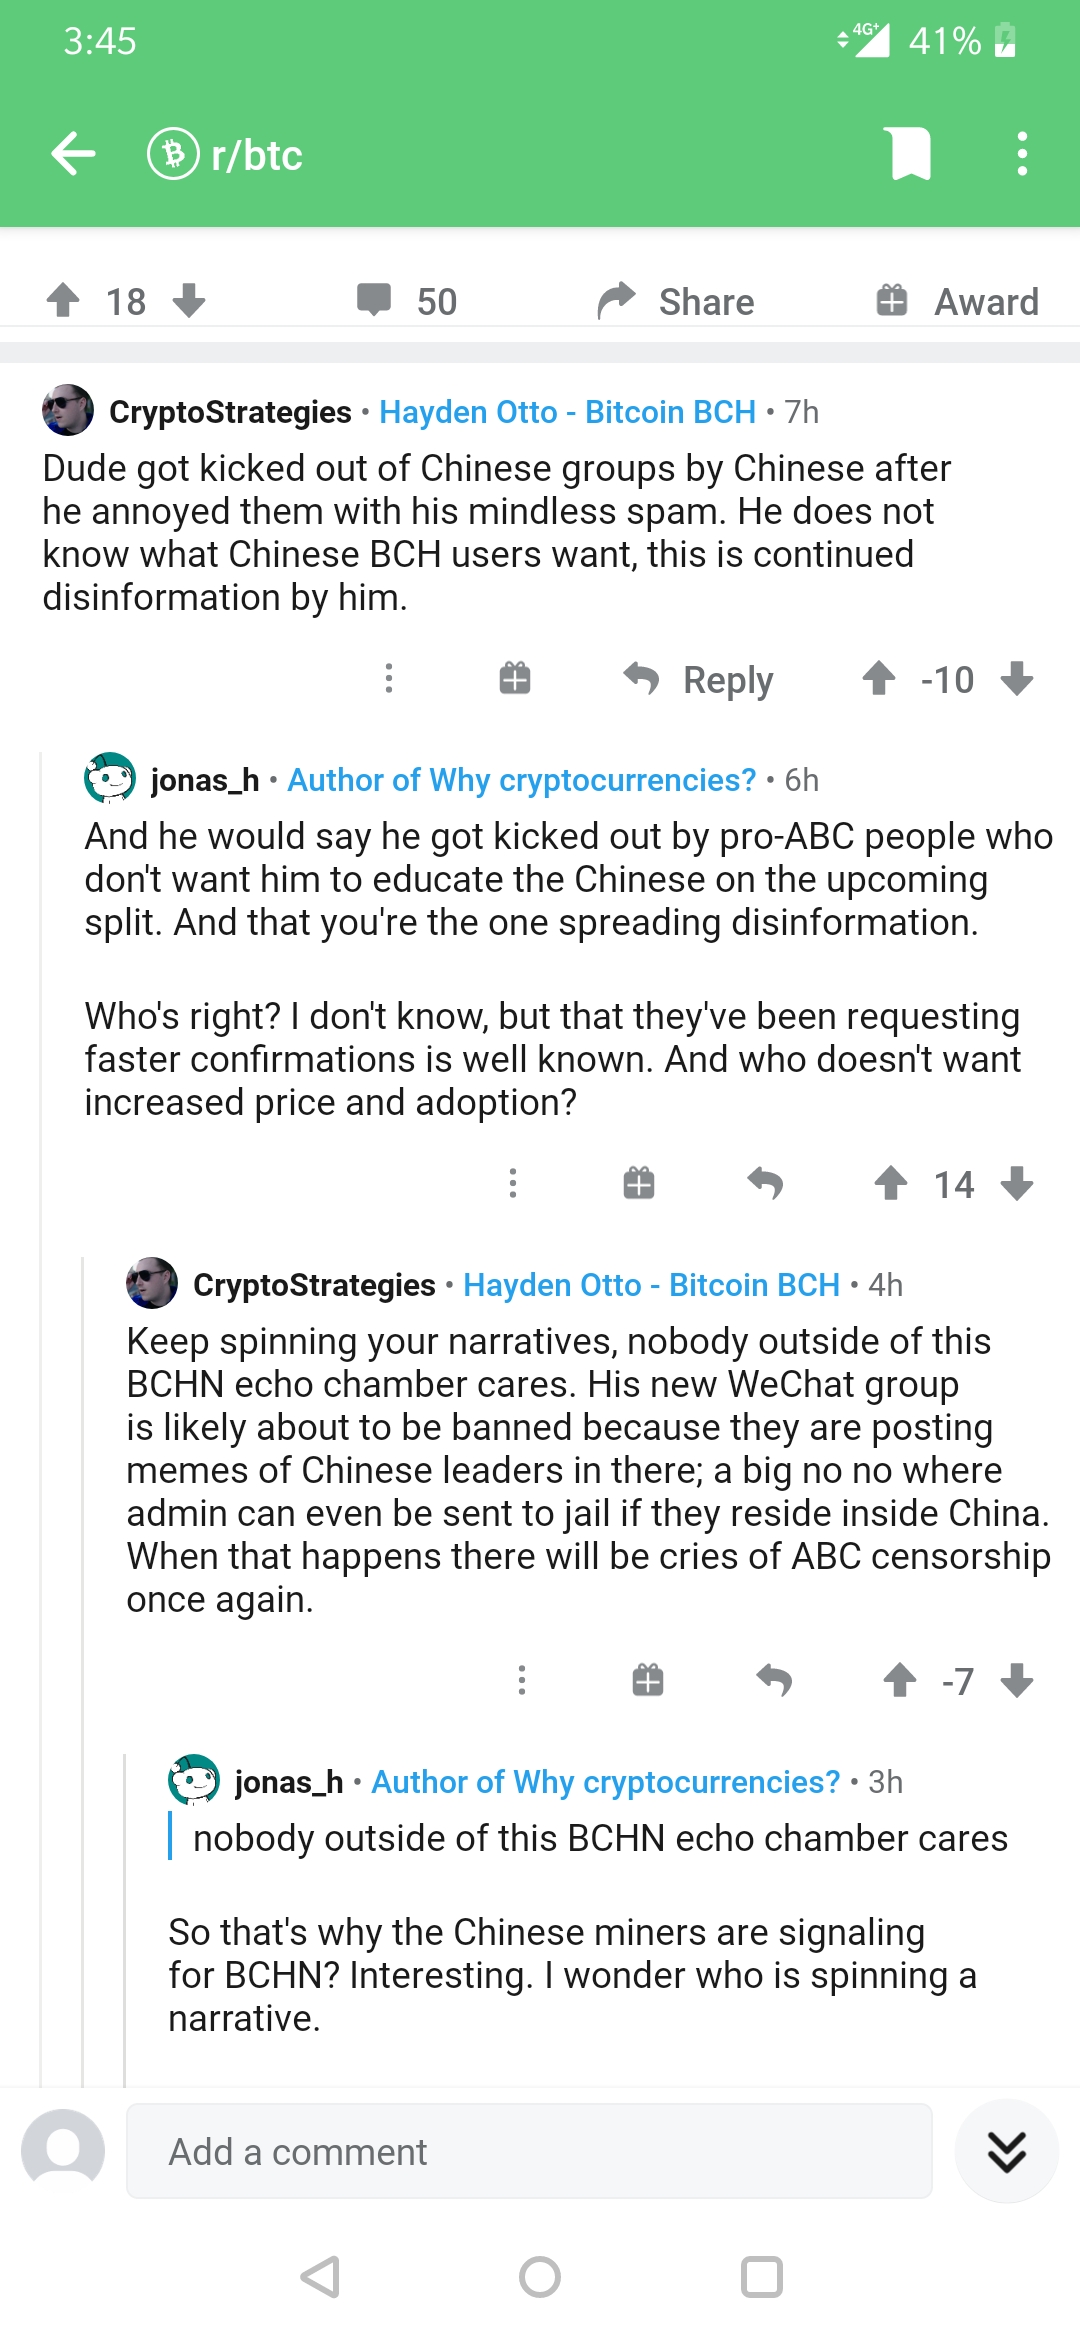 3:45
4G+ 41%
r/btc
18 50 Share Award
CryptoStrategies • Hayden Otto - Bitcoin BCH • 7h
Dude got kicked out of Chinese groups by Chinese after
he annoyed them with his mindless spam. He does not
know what Chinese BCH users want, this is continued
disinformation by him.
Reply -10
jonas_h • Author of Why cryptocurrencies? • 6h
And he would say he got kicked out by pro-ABC people who
don't want him to educate the Chinese on the upcoming
split. And that you're the one spreading disinformation.
Who's right? I don't know, but that they've been requesting
faster confirmations is well known. And who doesn't want
increased price and adoption?
14
CryptoStrategies • Hayden Otto - Bitcoin BCH • 4h
Keep spinning your narratives, nobody outside of this
BCHN echo chamber cares. His new WeChat group
is likely about to be banned because they are posting
memes of Chinese leaders in there; a big no no where
admin can even be sent to jail if they reside inside China.
When that happens there will be cries of ABC censorship
once again.
-7
jonas_h • Author of Why cryptocurrencies? • 3h
nobody outside of this BCHN echo chamber cares
So that's why the Chinese miners are signaling
for BCHN? Interesting. I wonder who is spinning a
narrative.
Add a comment